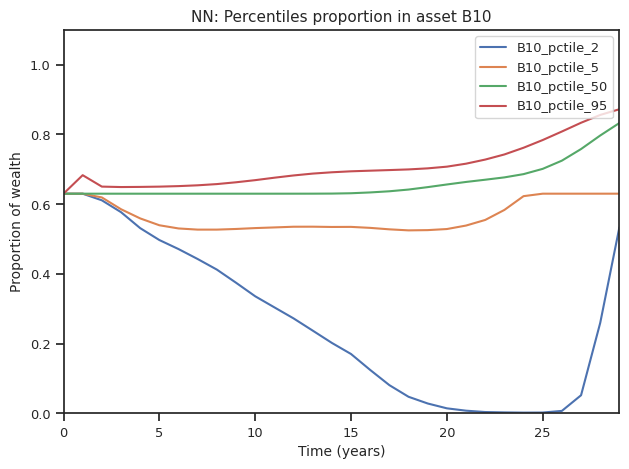 NN: Percentiles proportion in asset B10
B10_pctile_2
B10_pctile_5
B10_pctile_50
B10_pctile_95
Proportion of wealth
1.0
0.8
0.6
0.4
0.2
0.0
0 5 10 15 20 25
Time (years)